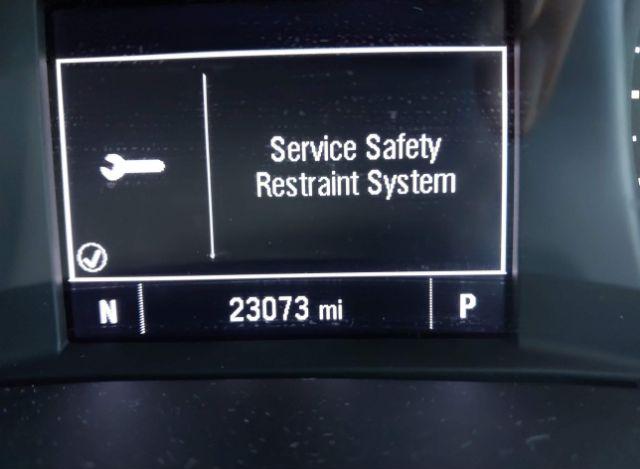 Service Safety
Restraint System
N 23073 mi P